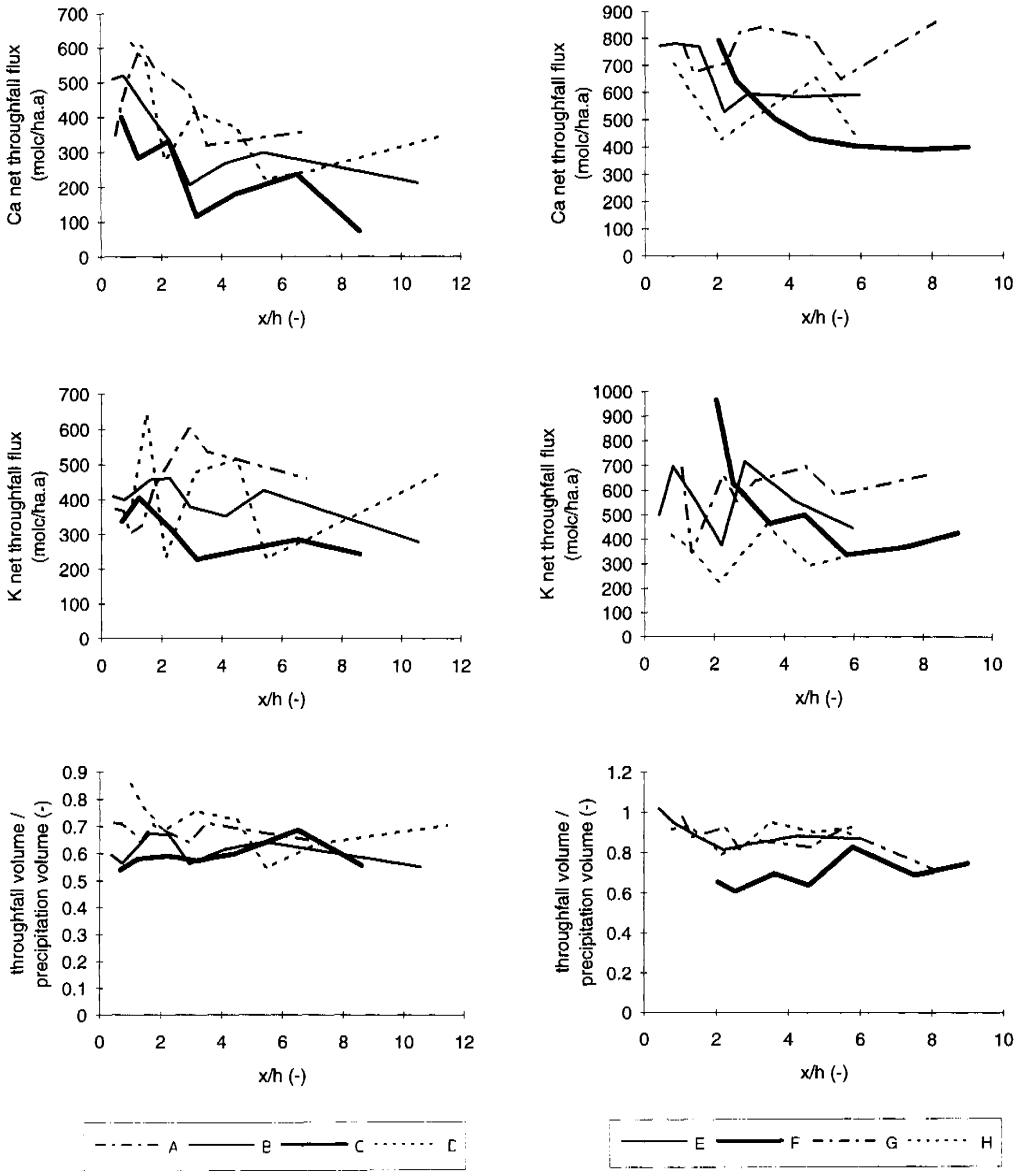 Ca net throughfall flux
(molc/ha.a)
700
600
500
400
300
200
100
0
0 2 4 6 8 10 12
x/h (-)
Ca net throughfall flux
(molc/ha.a)
900
800
700
600
500
400
300
200
100
0
0 2 4 6 8 10
x/h (-)
K net throughfall flux
(molc/ha.a)
700
600
500
400
300
200
100
0
0 2 4 6 8 10 12
x/h (-)
K net throughfall flux
(molc/ha.a)
1000
900
800
700
600
500
400
300
200
100
0
0 2 4 6 8 10
x/h (-)
throughfall volume /
precipitation volume (-)
0.9
0.8
0.7
0.6
0.5
0.4
0.3
0.2
0.1
0
0 2 4 6 8 10 12
x/h (-)
throughfall volume /
precipitation volume (-)
1.2
1
0.8
0.6
0.4
0.2
0
0 2 4 6 8 10
x/h (-)
A B C D
E F G H